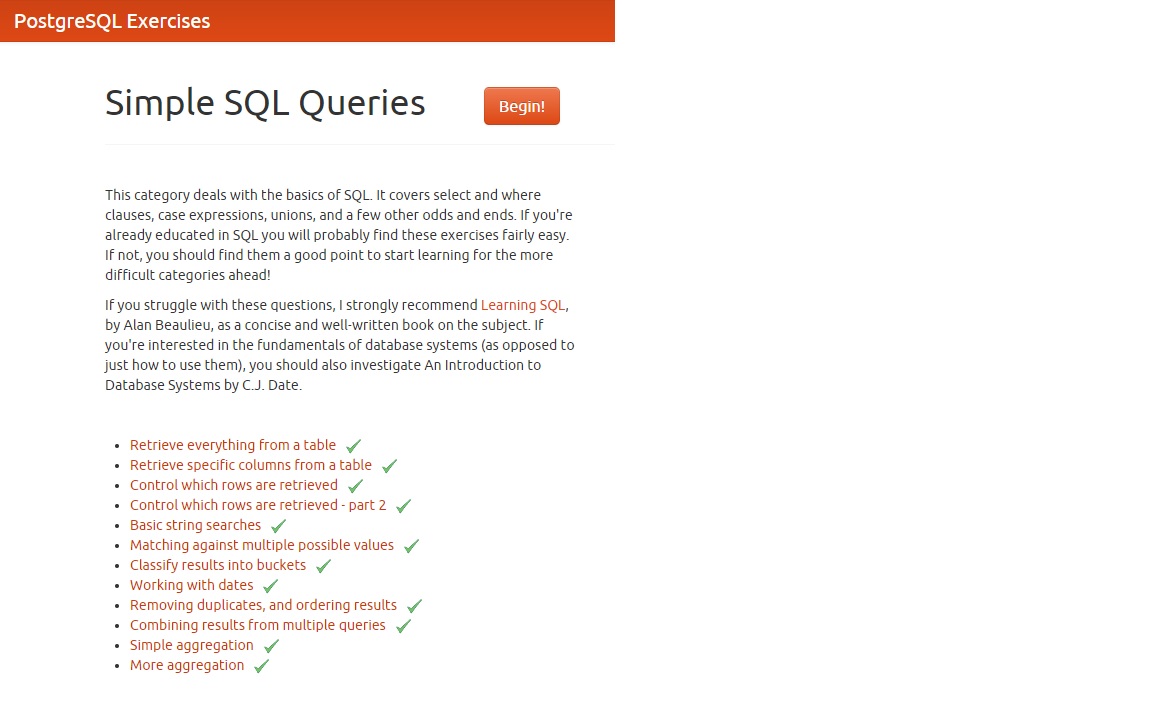 PostgreSQL Exercises
Simple SQL Queries
Begin!
This category deals with the basics of SQL. It covers select and where
clauses, case expressions, unions, and a few other odds and ends. If you're
already educated in SQL you will probably find these exercises fairly easy.
If not, you should find them a good point to start learning for the more
difficult categories ahead!
If you struggle with these questions, I strongly recommend Learning SQL,
by Alan Beaulieu, as a concise and well-written book on the subject. If
you're interested in the fundamentals of database systems (as opposed to
just how to use them), you should also investigate An Introduction to
Database Systems by C.J. Date.
Retrieve everything from a table
Retrieve specific columns from a table
Control which rows are retrieved
Control which rows are retrieved - part 2
Basic string searches
Matching against multiple possible values
Classify results into buckets
Working with dates
Removing duplicates, and ordering results
Combining results from multiple queries
Simple aggregation
More aggregation